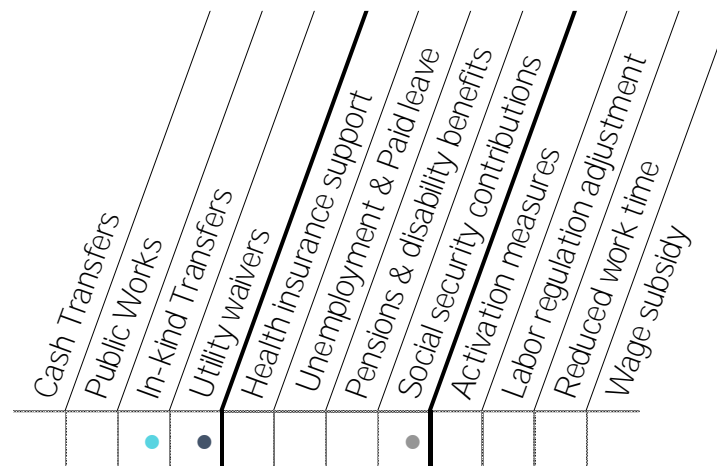 Cash Transfers
Public Works
In-Kind Transfers
Utility waivers
Health insurance support
Unemployment & Paid leave
Pensions & disability benefits
Social security contributions
Activation measures
Labor regulation adjustment
Reduced work time
Wage subsidy